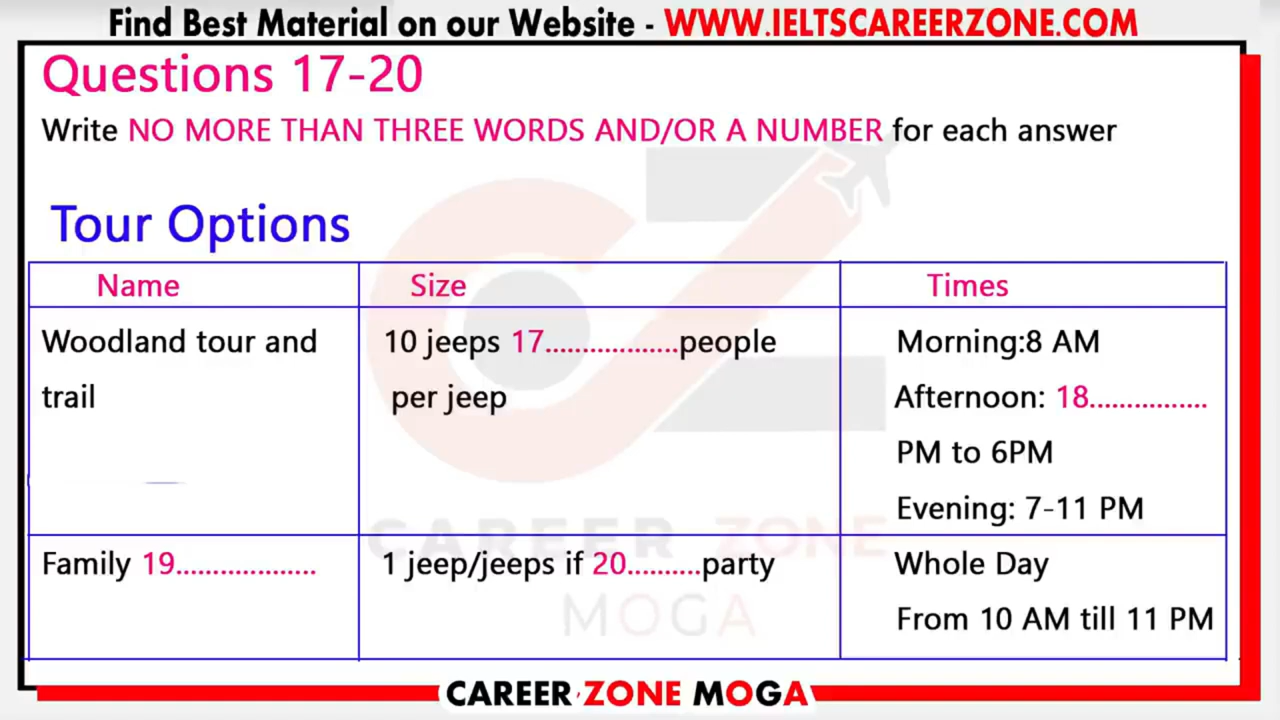 Find Best Material on our Website - WWW.IELTSCAREERZONE.COM
Questions 17-20
Write NO MORE THAN THREE WORDS AND/OR A NUMBER for each answer
Tour Options
Name Size Times
Woodland tour and 10 jeeps 17..................people Morning:8 AM
trail per jeep Afternoon: 18................
PM to 6PM
Evening: 7-11 PM
Family 19................... 1 jeep/jeeps if 20..........party Whole Day
From 10 AM till 11 PM
CAREER ZONE
MOGA
CAREER ZONE MOGA